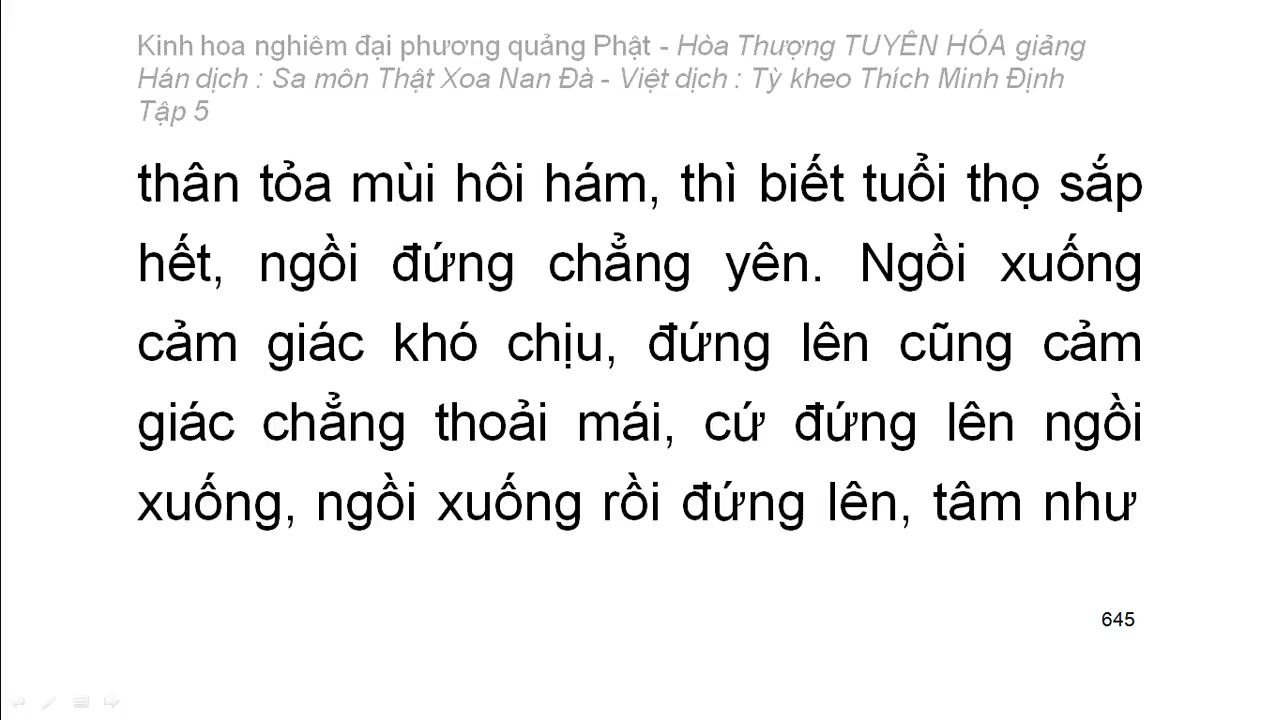 Kinh hoa nghiêm đại phương quảng Phật - Hòa Thượng TUYÊN HÓA giảng
Hán dịch : Sa môn Thật Xoa Nan Đà - Việt dịch : Tỳ kheo Thích Minh Định
Tập 5
thân tỏa mùi hôi hám, thì biết tuổi thọ sắp
hết, ngồi đứng chẳng yên. Ngồi xuống
cảm giác khó chịu, đứng lên cũng cảm
giác chẳng thoải mái, cứ đứng lên ngồi
xuống, ngồi xuống rồi đứng lên, tâm như
645